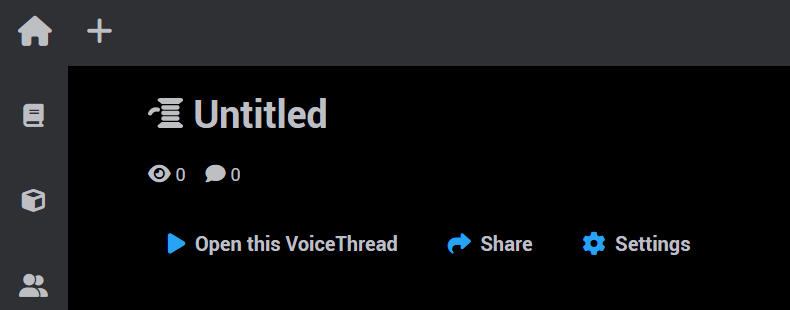 Untitled
0 0
Open this VoiceThread Share Settings